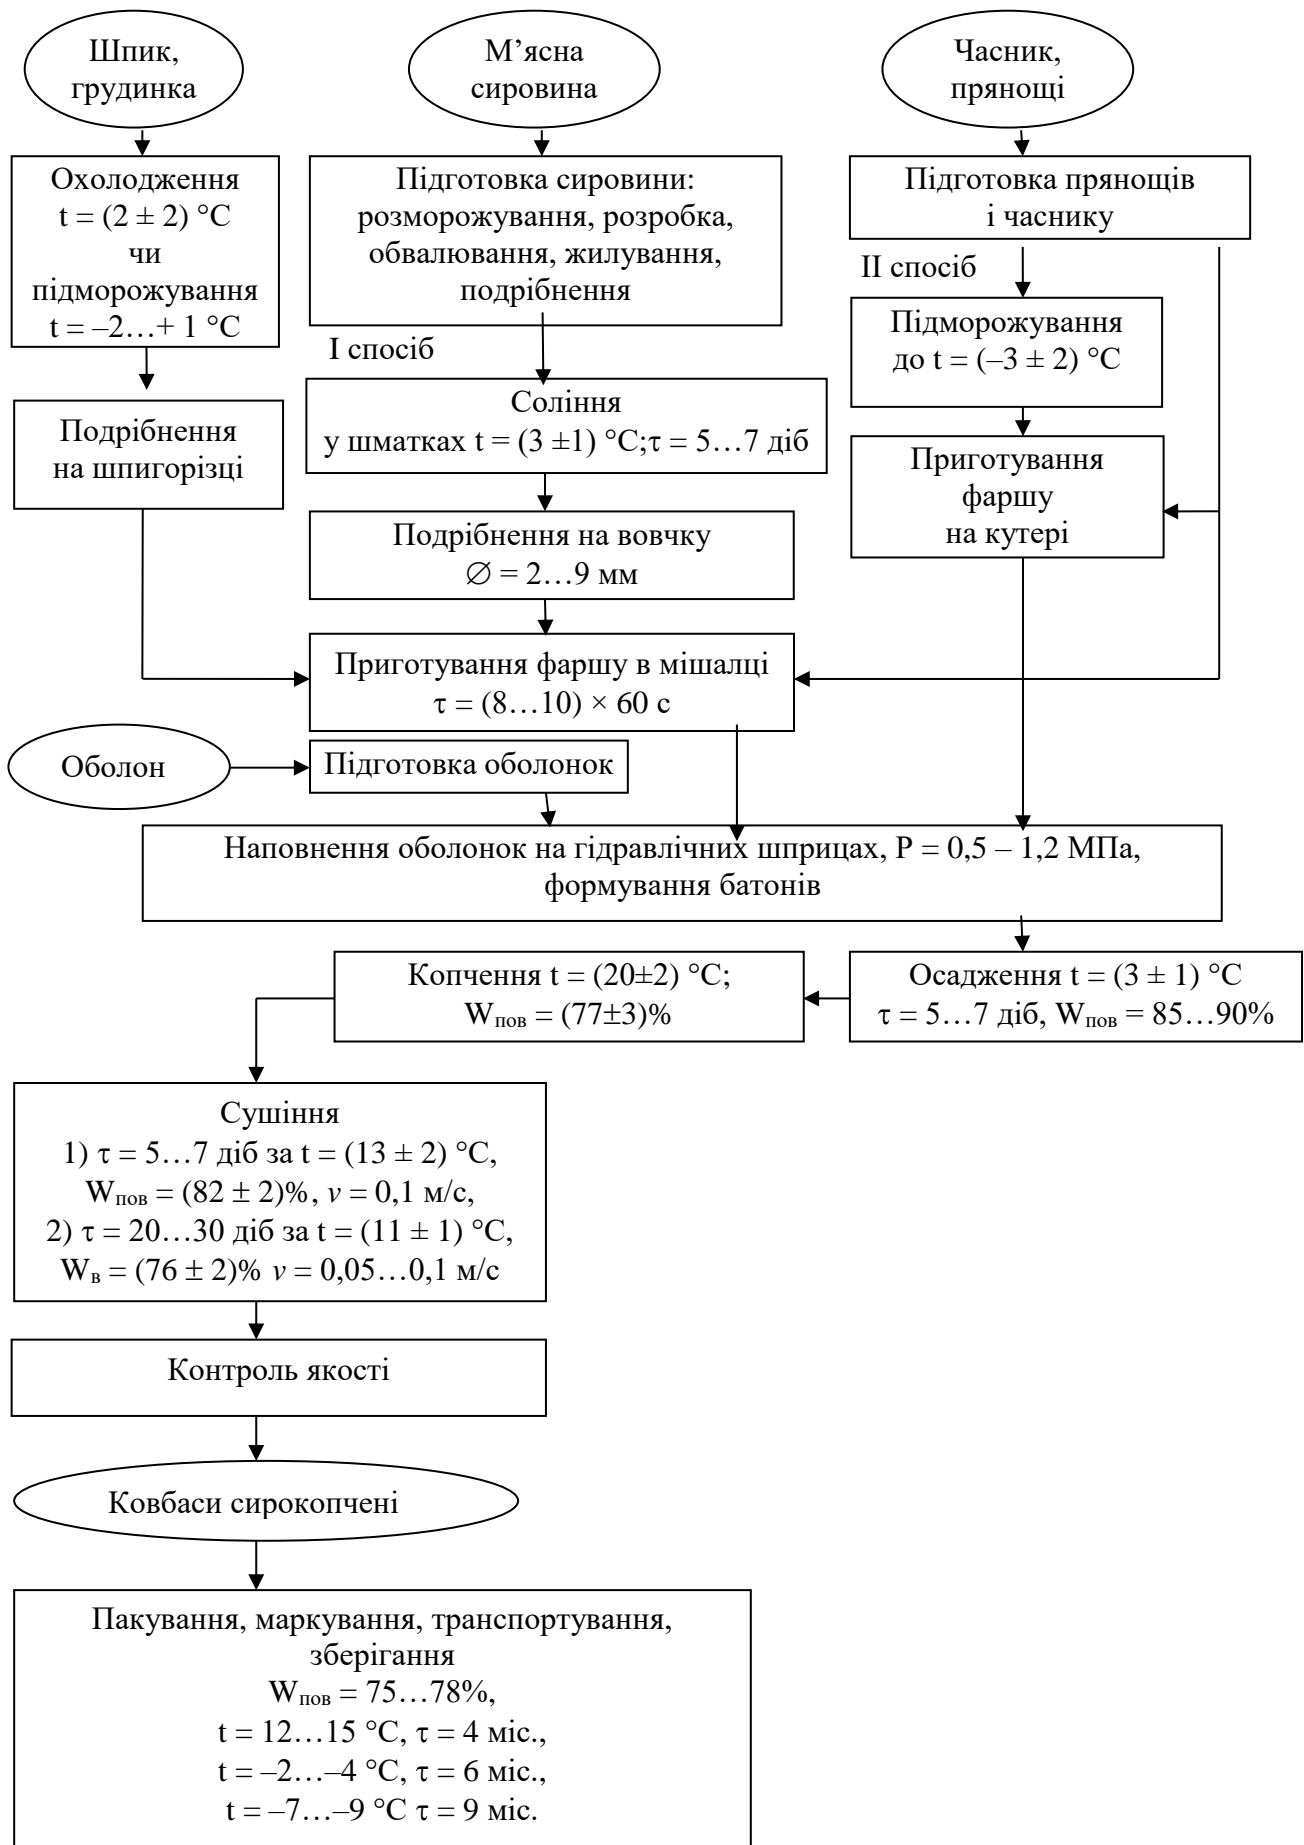 Шпик,
грудинка
М’ясна
сировина
Часник,
прянощі
Охолодження
t = (2 ± 2) °C
чи
підморожування
t = –2…+ 1 °C
Підготовка сировини:
розморожування, розробка,
обвалювання, жилування,
подрібнення
Підготовка прянощів
і часнику
І спосіб
ІІ спосіб
Підморожування
до t = (–3 ± 2) °C
Подрібнення
на шпигорізці
Соління
у шматках t = (3 ±1) °C;τ = 5…7 діб
Приготування
фаршу
на кутері
Подрібнення на вовчку
∅ = 2…9 мм
Приготування фаршу в мішалці
τ = (8…10) × 60 с
Оболон
Підготовка оболонок
Наповнення оболонок на гідравлічних шприцах, Р = 0,5 – 1,2 МПа,
формування батонів
Копчення t = (20±2) °C;
Wпов = (77±3)%
Осадження t = (3 ± 1) °C
τ = 5…7 діб, Wпов = 85…90%
Сушіння
1) τ = 5…7 діб за t = (13 ± 2) °C,
Wпов = (82 ± 2)%, v = 0,1 м/с,
2) τ = 20…30 діб за t = (11 ± 1) °C,
Wв = (76 ± 2)% v = 0,05…0,1 м/с
Контроль якості
Ковбаси сирокопчені
Пакування, маркування, транспортування,
зберігання
Wпов = 75…78%,
t = 12…15 °C, τ = 4 міс.,
t = –2…–4 °C, τ = 6 міс.,
t = –7…–9 °C τ = 9 міс.